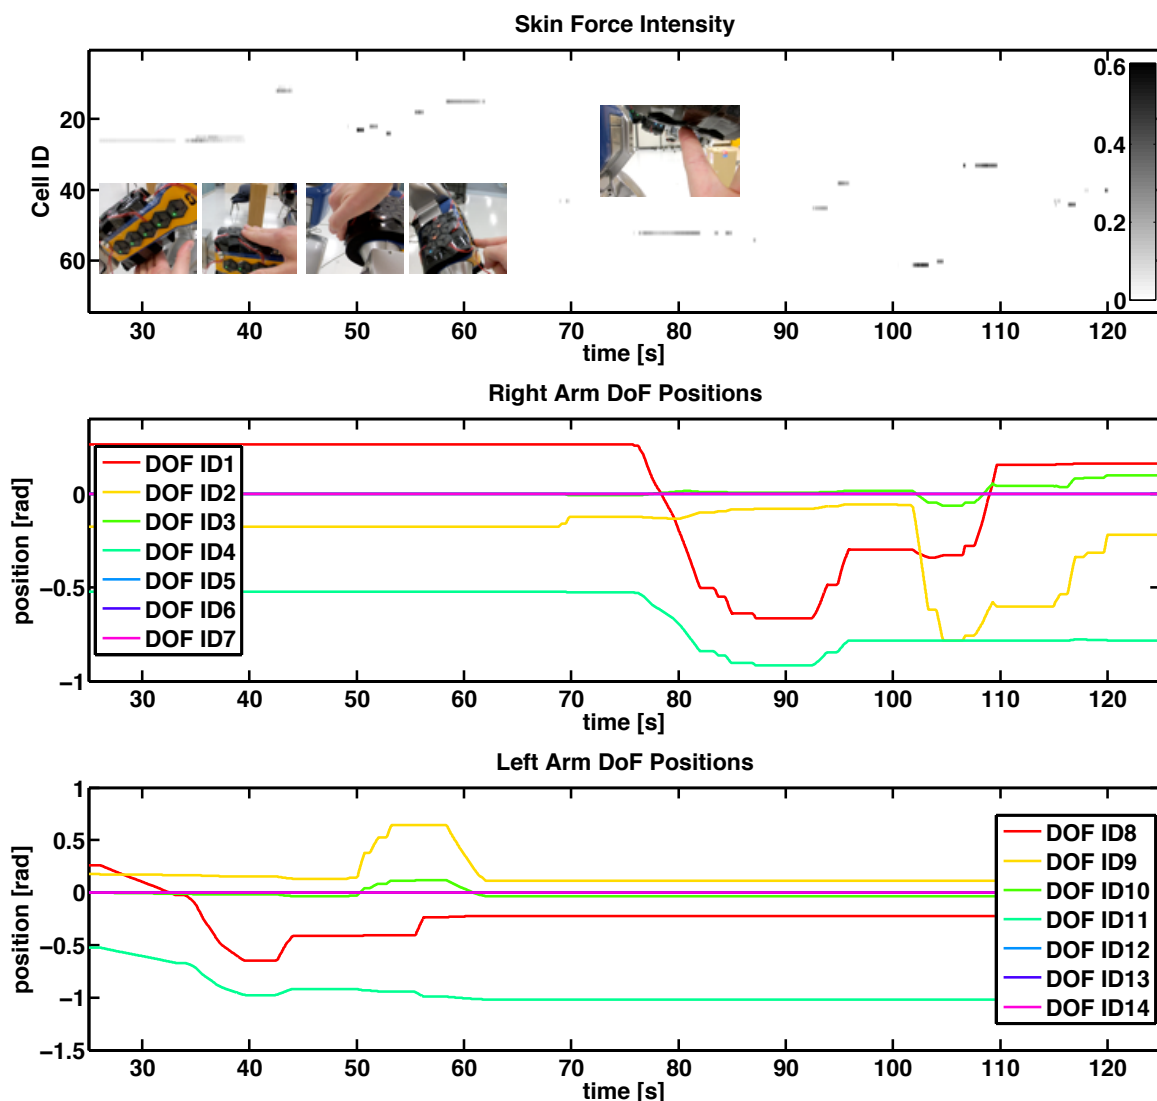 Skin Force Intensity
Cell ID
20
40
60
0.6
0.4
0.2
0
30 40 50 60 70 80 90 100 110 120
time [s]
Right Arm DoF Positions
position [rad]
0
−0.5
−1
DOF ID1
DOF ID2
DOF ID3
DOF ID4
DOF ID5
DOF ID6
DOF ID7
30 40 50 60 70 80 90 100 110 120
time [s]
Left Arm DoF Positions
position [rad]
1
0.5
0
−0.5
−1
−1.5
DOF ID8
DOF ID9
DOF ID10
DOF ID11
DOF ID12
DOF ID13
DOF ID14
30 40 50 60 70 80 90 100 110 120
time [s]